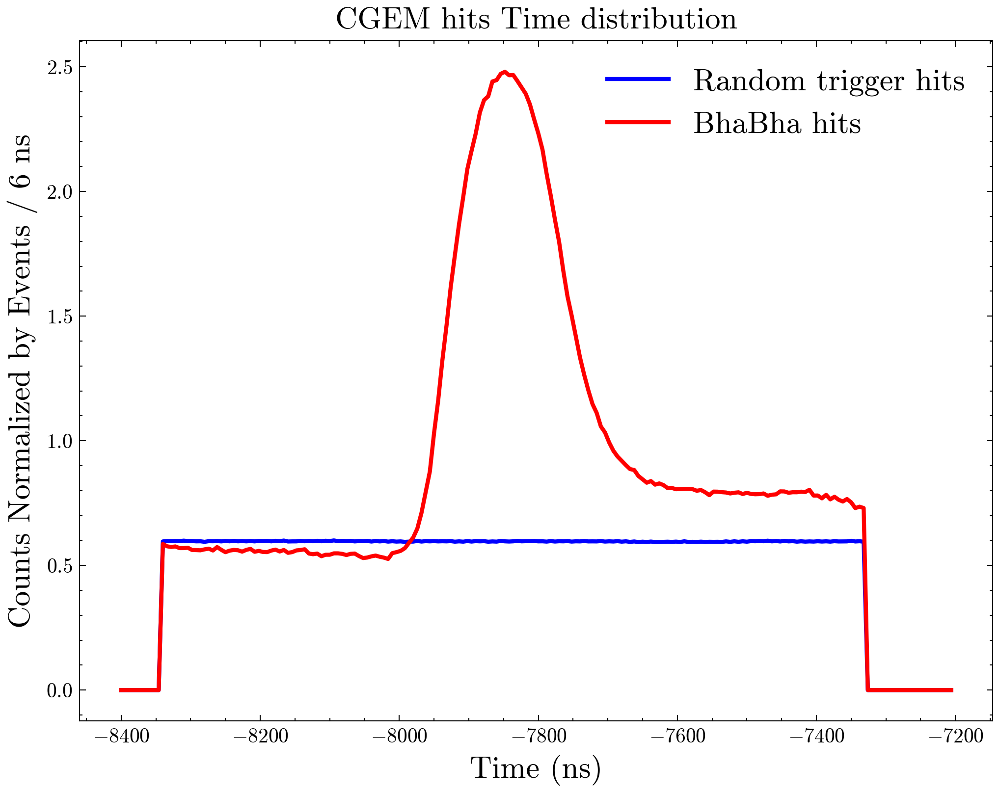 CGEM hits Time distribution
Random trigger hits
BhaBha hits
Counts Normalized by Events / 6 ns
2.5
2.0
1.5
1.0
0.5
0.0
−8400 −8200 −8000 −7800 −7600 −7400 −7200
Time (ns)